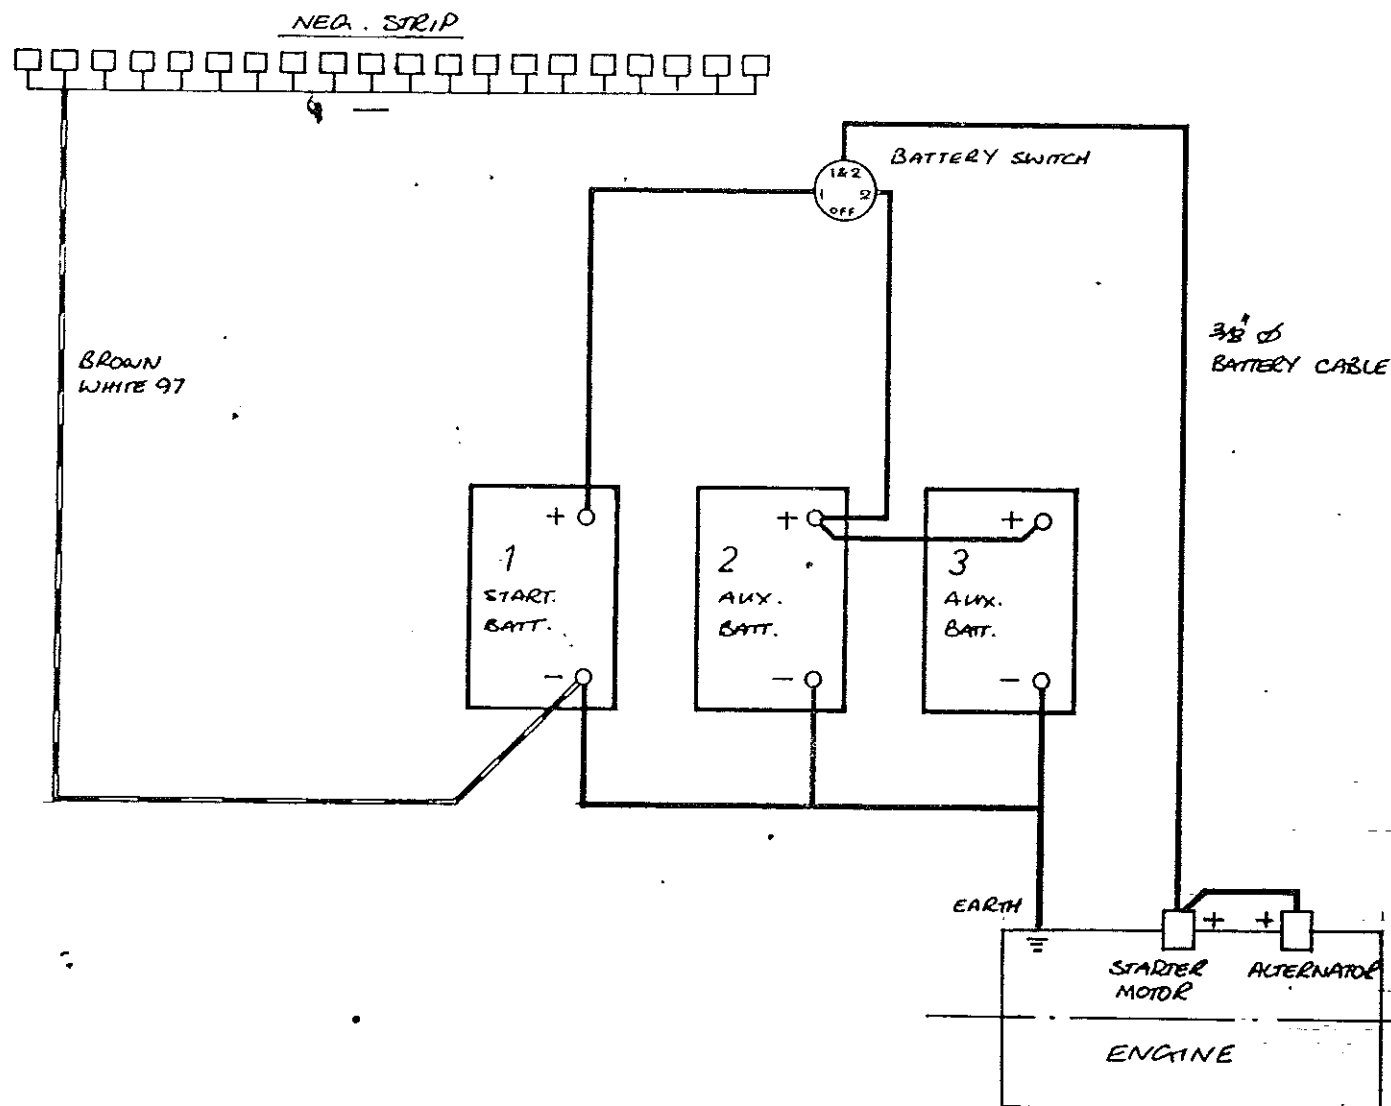 NEG. STRIP
—
BATTERY SWITCH
1&2
1 2
OFF
3/8" Ø
BATTERY CABLE
BROWN
WHITE 97
+
+
+
1
START.
BATT.
2
AUX.
BATT.
3
AUX.
BATT.
—
—
—
EARTH
+ +
STARTER
MOTOR
ALTERNATOR
ENGINE